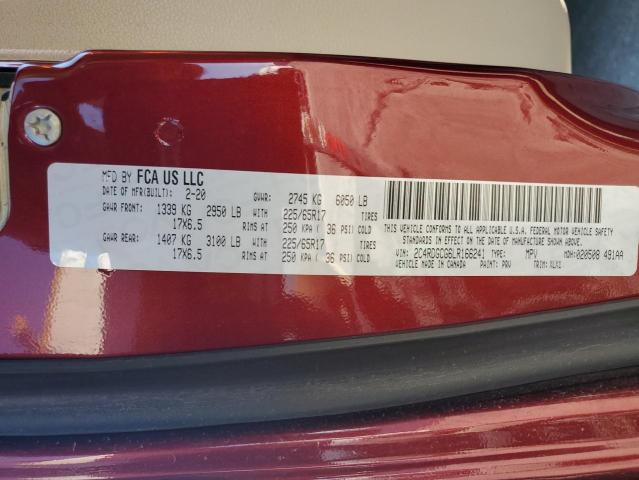 MFD BY FCA US LLC
DATE OF MFR(BUILT): 2-20 GVWR: 2745 KG 6050 LB
GAWR FRONT: 1339 KG 2950 LB WITH 225/65R17 TIRES
17X6.5 RIMS AT 250 KPA ( 36 PSI) COLD
GAWR REAR: 1407 KG 3100 LB WITH 225/65R17 TIRES
17X6.5 RIMS AT 250 KPA ( 36 PSI) COLD
THIS VEHICLE CONFORMS TO ALL APPLICABLE U.S.A. FEDERAL MOTOR VEHICLE SAFETY
STANDARDS IN EFFECT ON THE DATE OF MANUFACTURE SHOWN ABOVE.
VIN: 2C4RDGCG6LR166241 TYPE: MPV MDH: 020508 491AA
VEHICLE MADE IN CANADA PAINT: PRV TRIM: